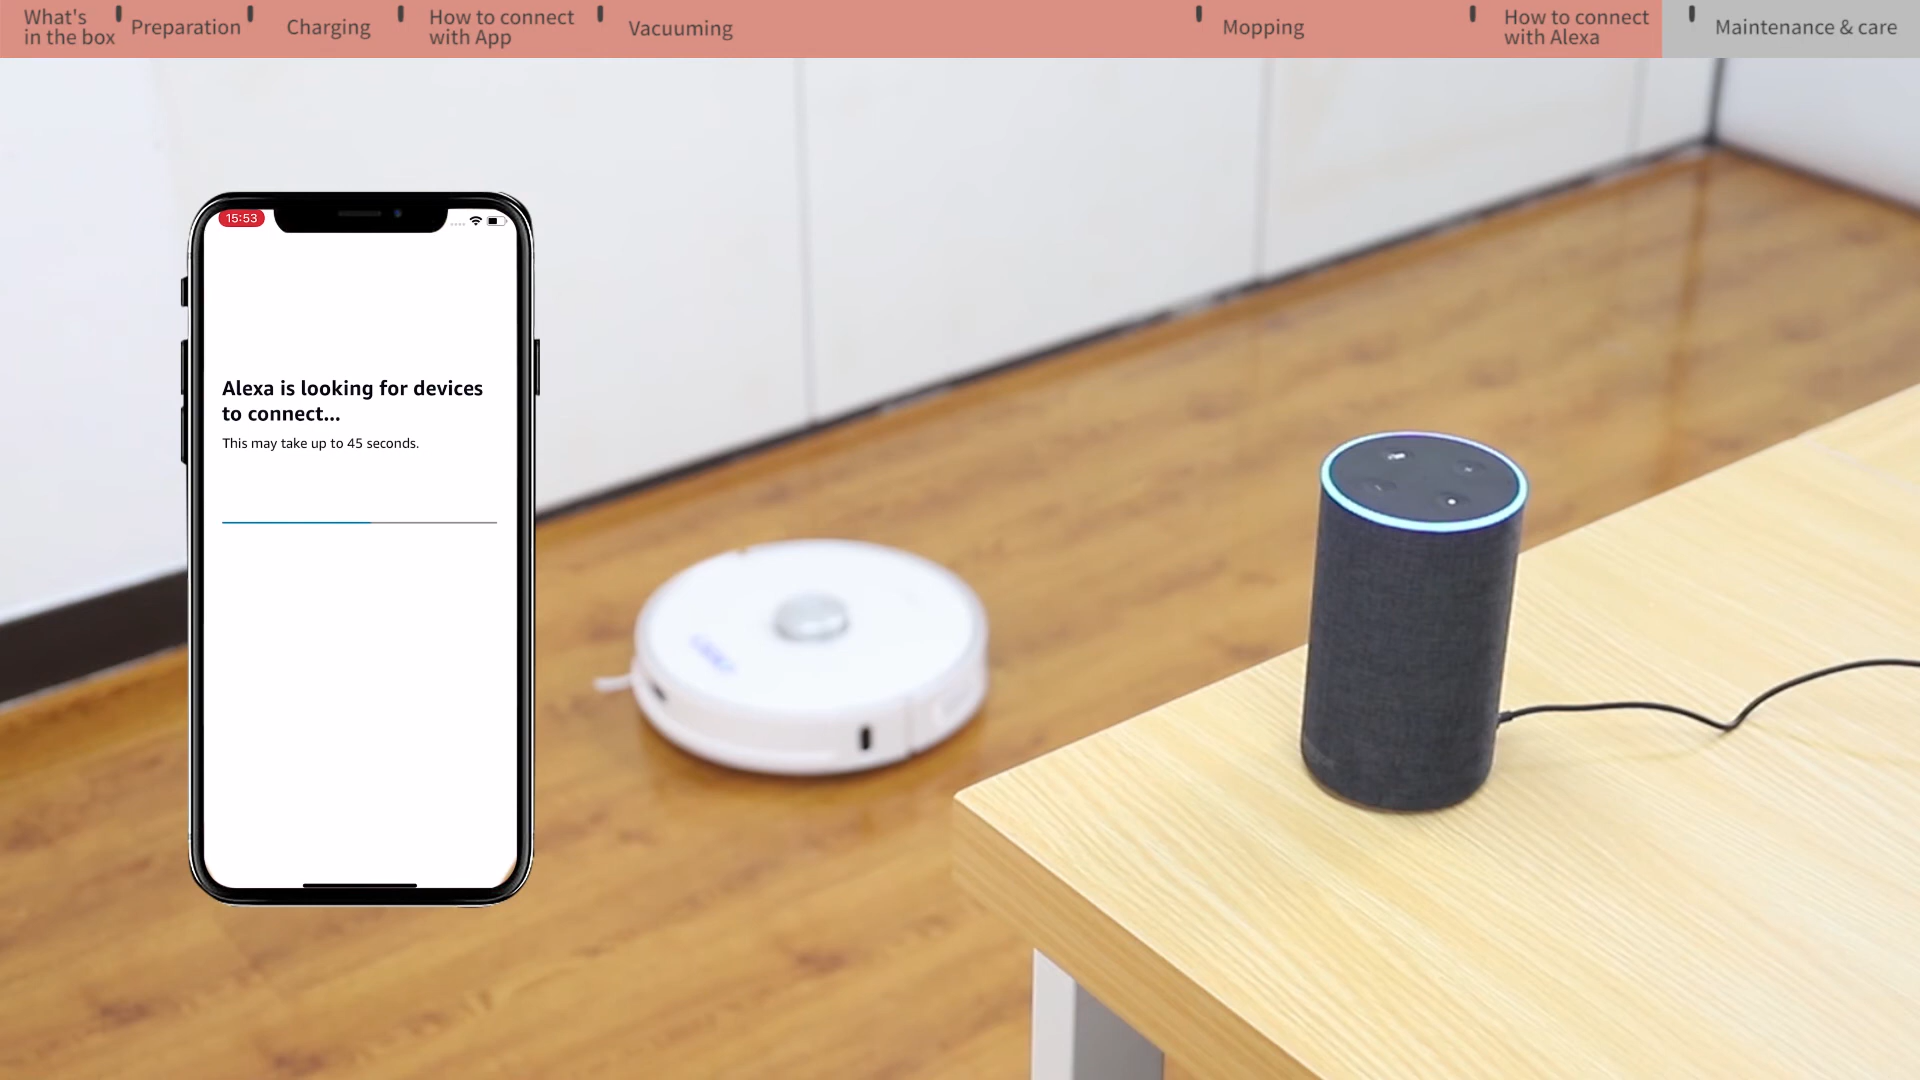 What's
in the box
Preparation
Charging
How to connect
with App
Vacuuming
Mopping
How to connect
with Alexa
Maintenance & care
15:53
Alexa is looking for devices
to connect...
This may take up to 45 seconds.